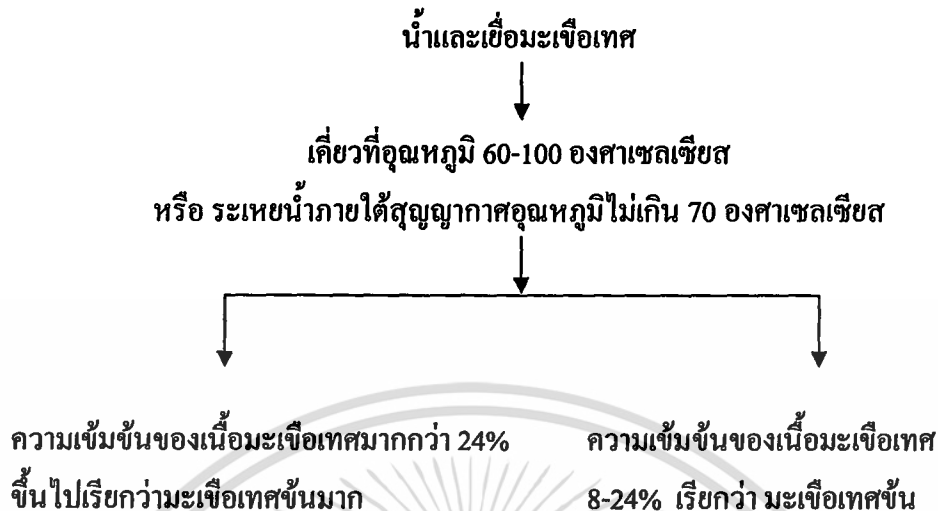 น้ำและเยื่อมะเขือเทศ
เคี่ยวที่อุณหภูมิ 60-100 องศาเซลเซียส
หรือ ระเหยน้ำภายใต้สุญญากาศอุณหภูมิไม่เกิน 70 องศาเซลเซียส
ความเข้มข้นของเนื้อมะเขือเทศมากกว่า 24%
ขึ้นไปเรียกว่ามะเขือเทศข้นมาก
ความเข้มข้นของเนื้อมะเขือเทศ
8-24% เรียกว่า มะเขือเทศข้น